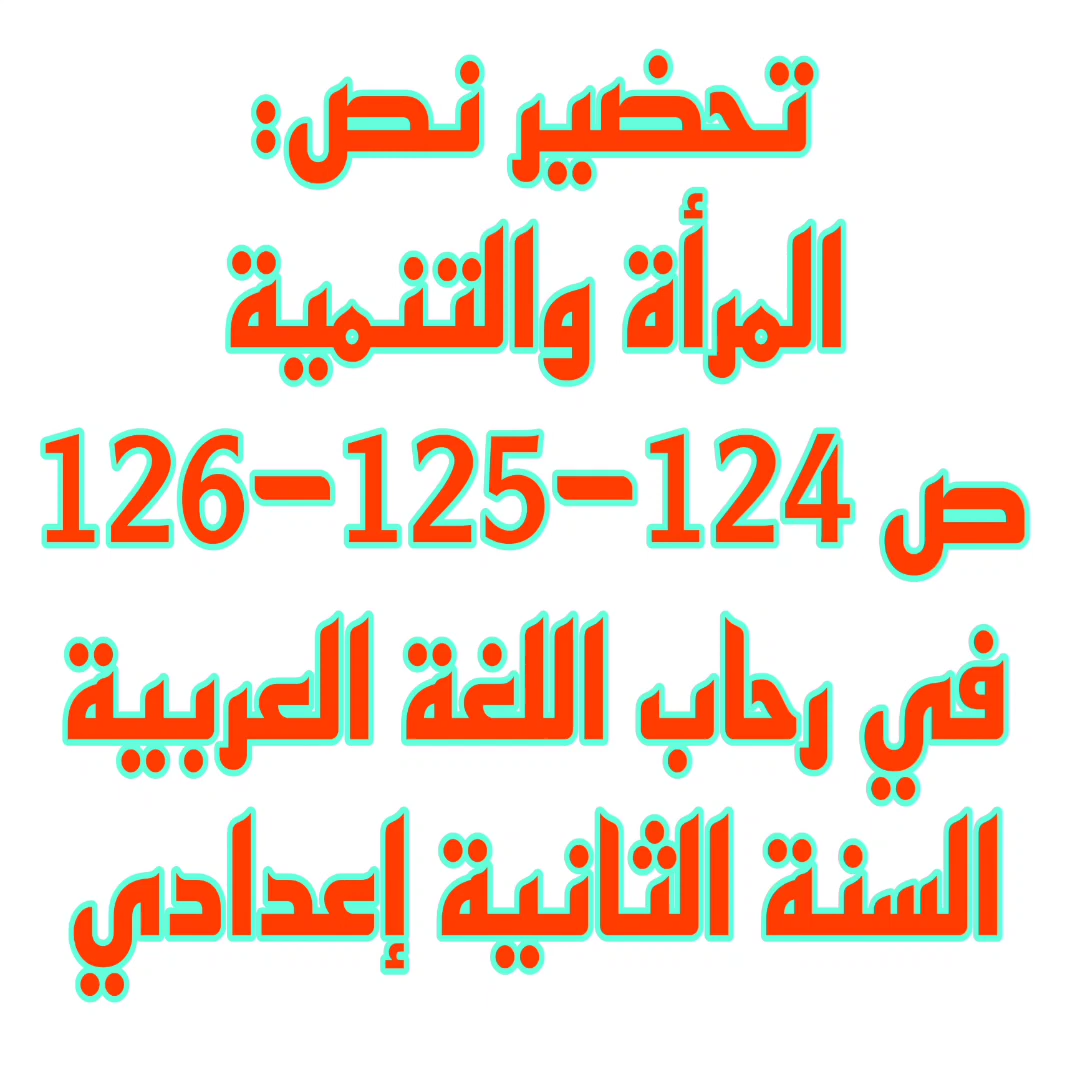 تحضير نص:
المرأة والتنمية
ص 124-125-126
في رحاب اللغة العربية
السنة الثانية إعدادي